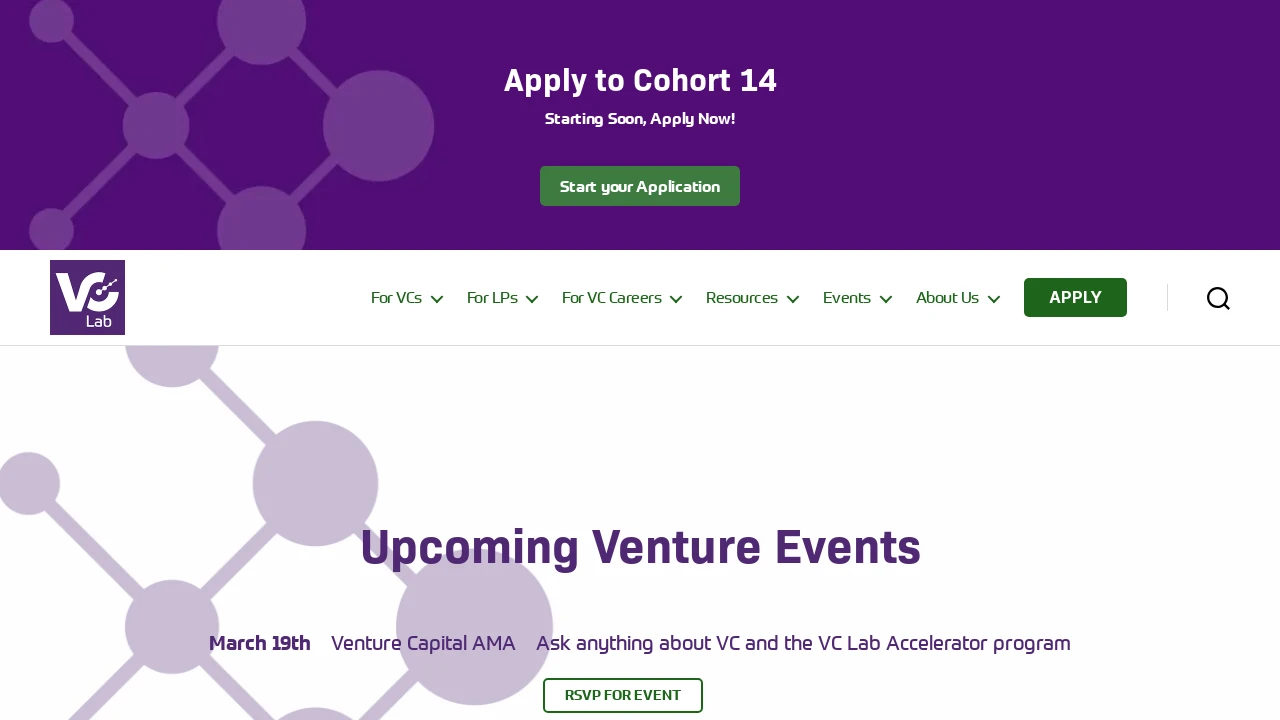 Apply to Cohort 14
Starting Soon, Apply Now!
Start your Application
VC
Lab
For VCs
For LPs
For VC Careers
Resources
Events
About Us
APPLY
Upcoming Venture Events
March 19th Venture Capital AMA Ask anything about VC and the VC Lab Accelerator program
RSVP FOR EVENT